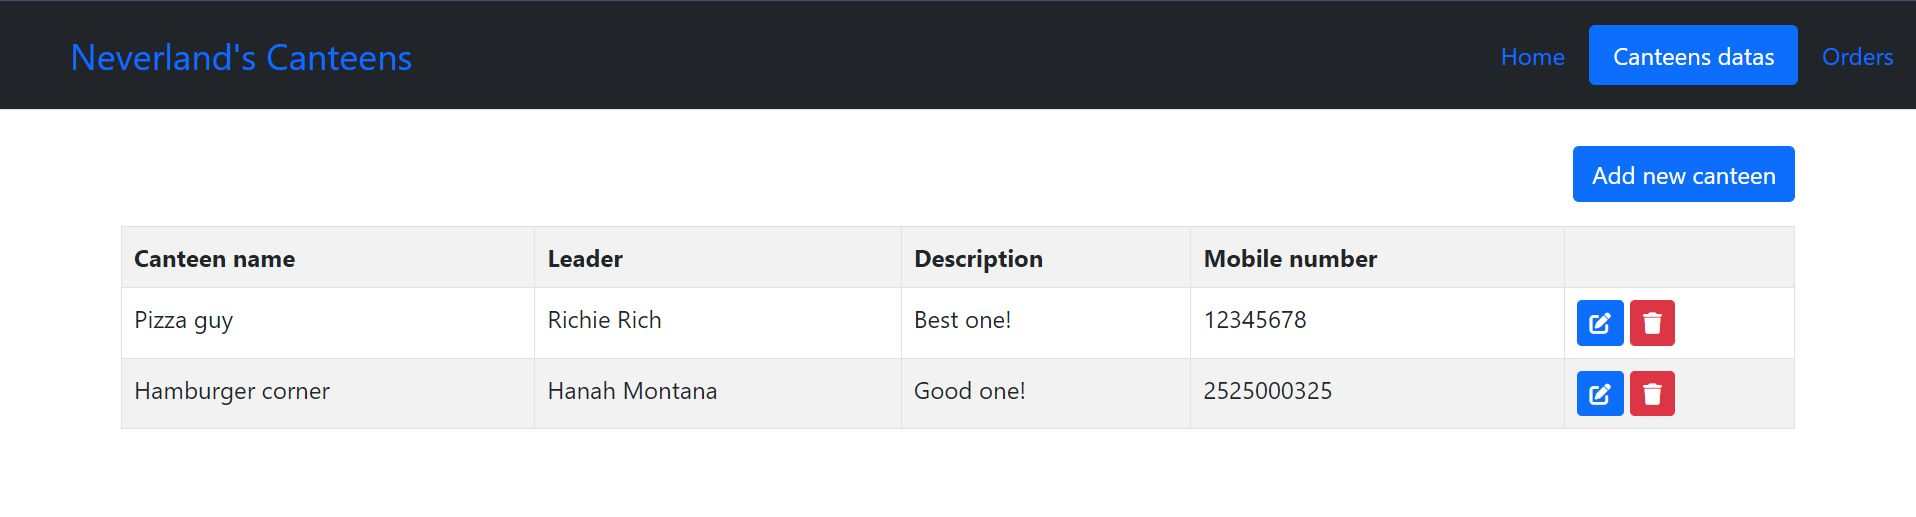 Neverland's Canteens Home Canteens datas Orders
Add new canteen
Canteen name Leader Description Mobile number
Pizza guy Richie Rich Best one! 12345678
Hamburger corner Hanah Montana Good one! 2525000325